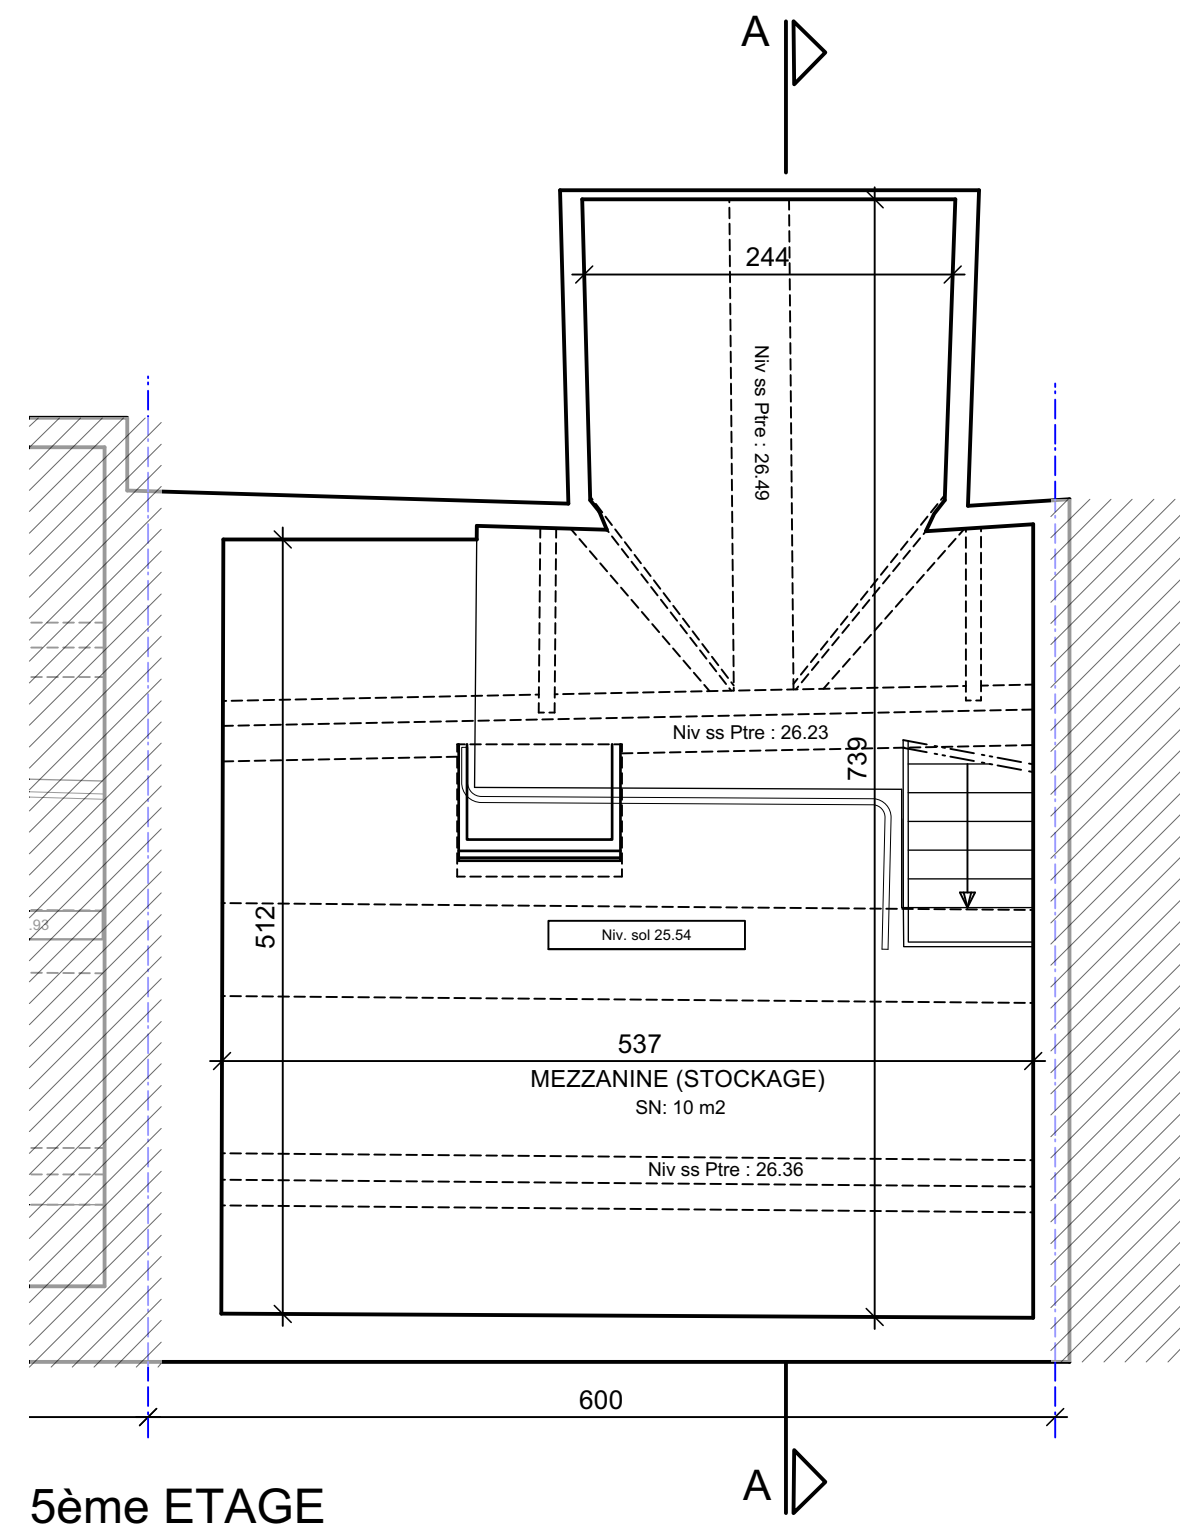 A
244
Niv ss Ptre : 26.49
Niv ss Ptre : 26.23
739
.93
512
Niv. sol 25.54
537
MEZZANINE (STOCKAGE)
SN: 10 m2
Niv ss Ptre : 26.36
600
A
5ème ETAGE